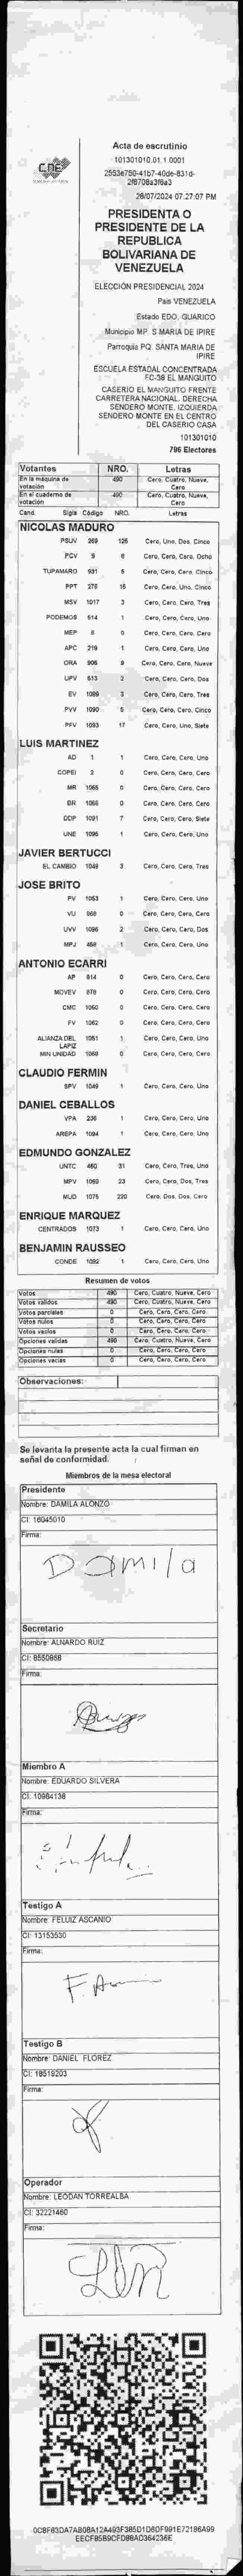 CDE
Acta de escrutinio
101301010.01.1.0001
2553e750-41b7-40de-831d-
2f8708a3f6a3
28/07/2024 07:27:07 PM
PRESIDENTA O
PRESIDENTE DE LA
REPUBLICA
BOLIVARIANA DE
VENEZUELA
ELECCIÓN PRESIDENCIAL 2024
País VENEZUELA
Estado EDO. GUARICO
Municipio MP. S MARIA DE IPIRE
Parroquia PQ. SANTA MARIA DE
IPIRE
ESCUELA ESTADAL CONCENTRADA
FC-38 EL MANGUITO
CASERIO EL MANGUITO FRENTE
CARRETERA NACIONAL. DERECHA
SENDERO MONTE. IZQUIERDA
SENDERO MONTE EN EL CENTRO
DEL CASERIO CASA
101301010
796 Electores
Votantes NRO. Letras
En la máquina de votación 490 Cero, Cuatro, Nueve, Cero
En el cuaderno de votación 490 Cero, Cuatro, Nueve, Cero
Cand. Sigla Código NRO. Letras
NICOLAS MADURO
PSUV 269 125 Cero, Uno, Dos, Cinco
PCV 9 8 Cero, Cero, Cero, Ocho
TUPAMARO 931 5 Cero, Cero, Cero, Cinco
PPT 276 15 Cero, Cero, Uno, Cinco
MSV 1017 3 Cero, Cero, Cero, Tres
PODEMOS 514 1 Cero, Cero, Cero, Uno
MEP 8 0 Cero, Cero, Cero, Cero
APC 219 1 Cero, Cero, Cero, Uno
ORA 906 9 Cero, Cero, Cero, Nueve
UPV 513 2 Cero, Cero, Cero, Dos
EV 1089 3 Cero, Cero, Cero, Tres
PVV 1090 5 Cero, Cero, Cero, Cinco
PFV 1093 17 Cero, Cero, Uno, Siete
LUIS MARTINEZ
AD 1 1 Cero, Cero, Cero, Uno
COPEI 2 0 Cero, Cero, Cero, Cero
MR 1065 0 Cero, Cero, Cero, Cero
BR 1066 0 Cero, Cero, Cero, Cero
DDP 1091 7 Cero, Cero, Cero, Siete
UNE 1096 1 Cero, Cero, Cero, Uno
JAVIER BERTUCCI
EL CAMBIO 1048 3 Cero, Cero, Cero, Tres
JOSE BRITO
PV 1053 1 Cero, Cero, Cero, Uno
VU 968 0 Cero, Cero, Cero, Cero
UVV 1095 2 Cero, Cero, Cero, Dos
MPJ 458 1 Cero, Cero, Cero, Uno
ANTONIO ECARRI
AP 814 0 Cero, Cero, Cero, Cero
MOVEV 878 0 Cero, Cero, Cero, Cero
CMC 1060 0 Cero, Cero, Cero, Cero
FV 1062 0 Cero, Cero, Cero, Cero
ALIANZA DEL LAPIZ 1051 1 Cero, Cero, Cero, Uno
MIN UNIDAD 1068 0 Cero, Cero, Cero, Cero
CLAUDIO FERMIN
SPV 1049 1 Cero, Cero, Cero, Uno
DANIEL CEBALLOS
VPA 236 1 Cero, Cero, Cero, Uno
AREPA 1094 1 Cero, Cero, Cero, Uno
EDMUNDO GONZALEZ
UNTC 460 31 Cero, Cero, Tres, Uno
MPV 1069 23 Cero, Cero, Dos, Tres
MUD 1075 220 Cero, Dos, Dos, Cero
ENRIQUE MARQUEZ
CENTRADOS 1073 1 Cero, Cero, Cero, Uno
BENJAMIN RAUSSEO
CONDE 1092 1 Cero, Cero, Cero, Uno
Resumen de votos
Votos 490 Cero, Cuatro, Nueve, Cero
Votos validos 490 Cero, Cuatro, Nueve, Cero
Votos parciales 0 Cero, Cero, Cero, Cero
Votos nulos 0 Cero, Cero, Cero, Cero
Votos vacios 0 Cero, Cero, Cero, Cero
Opciones validas 490 Cero, Cuatro, Nueve, Cero
Opciones nulas 0 Cero, Cero, Cero, Cero
Opciones vacias 0 Cero, Cero, Cero, Cero
Observaciones:
Se levanta la presente acta la cual firman en
señal de conformidad.
Miembros de la mesa electoral
Presidente
Nombre: DAMILA ALONZO
CI: 16045010
Firma:
Damila
Secretario
Nombre: ALNARDO RUIZ
CI: 8550868
Firma:
Miembro A
Nombre: EDUARDO SILVERA
CI: 10984138
Firma:
Testigo A
Nombre: FELUIZ ASCANIO
CI: 13153530
Firma:
Testigo B
Nombre: DANIEL FLOREZ
CI: 18519203
Firma:
Operador
Nombre: LEODAN TORREALBA
CI: 32221460
Firma:
0CBF63DA7AB08A12A493F385D1D6DF991E72186A99
EECF85B9CFD88AD364236E